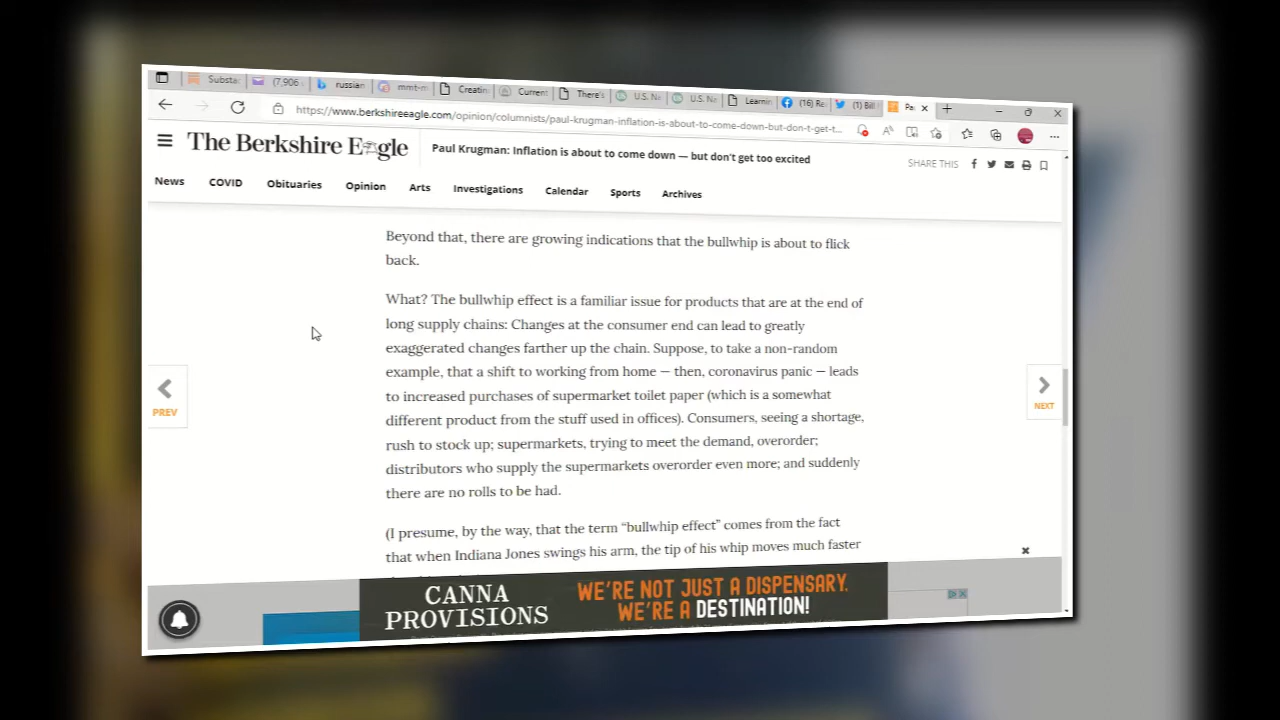 Substa
(7,906
russian
mmt-m
Creatin
Current
There's
U.S. Na
U.S. Na
Learnin
(16) Re
(1) Bill
Pa
https://www.berkshireeagle.com/opinion/columnists/paul-krugman-inflation-is-about-to-come-down-but-don-t-get-t...
The Berkshire Eagle
Paul Krugman: Inflation is about to come down — but don't get too excited
SHARE THIS
News COVID Obituaries Opinion Arts Investigations Calendar Sports Archives
Beyond that, there are growing indications that the bullwhip is about to flick
back.
What? The bullwhip effect is a familiar issue for products that are at the end of
long supply chains: Changes at the consumer end can lead to greatly
exaggerated changes farther up the chain. Suppose, to take a non-random
example, that a shift to working from home — then, coronavirus panic — leads
to increased purchases of supermarket toilet paper (which is a somewhat
different product from the stuff used in offices). Consumers, seeing a shortage,
rush to stock up; supermarkets, trying to meet the demand, overorder;
distributors who supply the supermarkets overorder even more; and suddenly
there are no rolls to be had.
(I presume, by the way, that the term “bullwhip effect” comes from the fact
that when Indiana Jones swings his arm, the tip of his whip moves much faster
PREV
NEXT
CANNA
PROVISIONS
WE'RE NOT JUST A DISPENSARY.
WE'RE A DESTINATION!